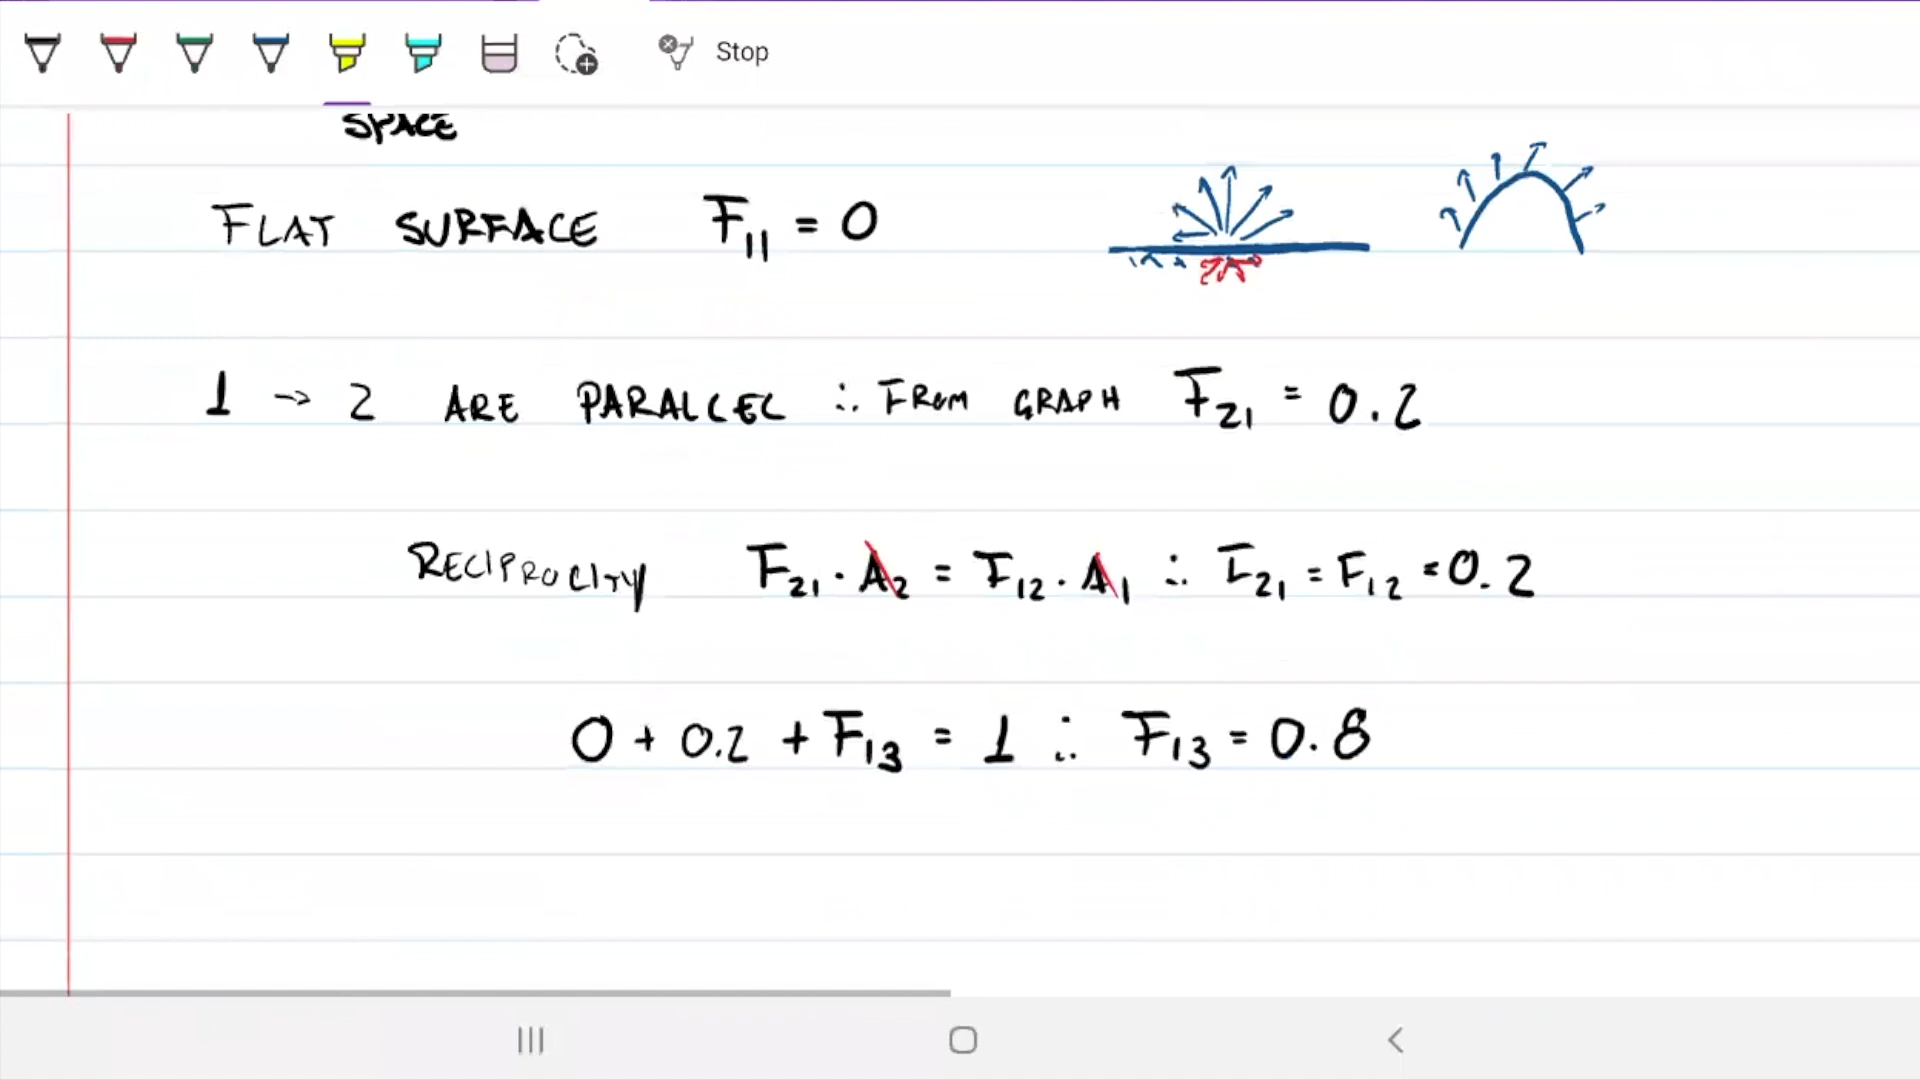 Stop
SPACE
FLAT SURFACE F₁₁ = 0
1 → 2 ARE PARALLEL ∴ FROM GRAPH F₂₁ = 0.2
RECIPROCITY F₂₁ · A₂ = F₁₂ · A₁ ∴ F₂₁ = F₁₂ = 0.2
0 + 0.2 + F₁₃ = 1 ∴ F₁₃ = 0.8